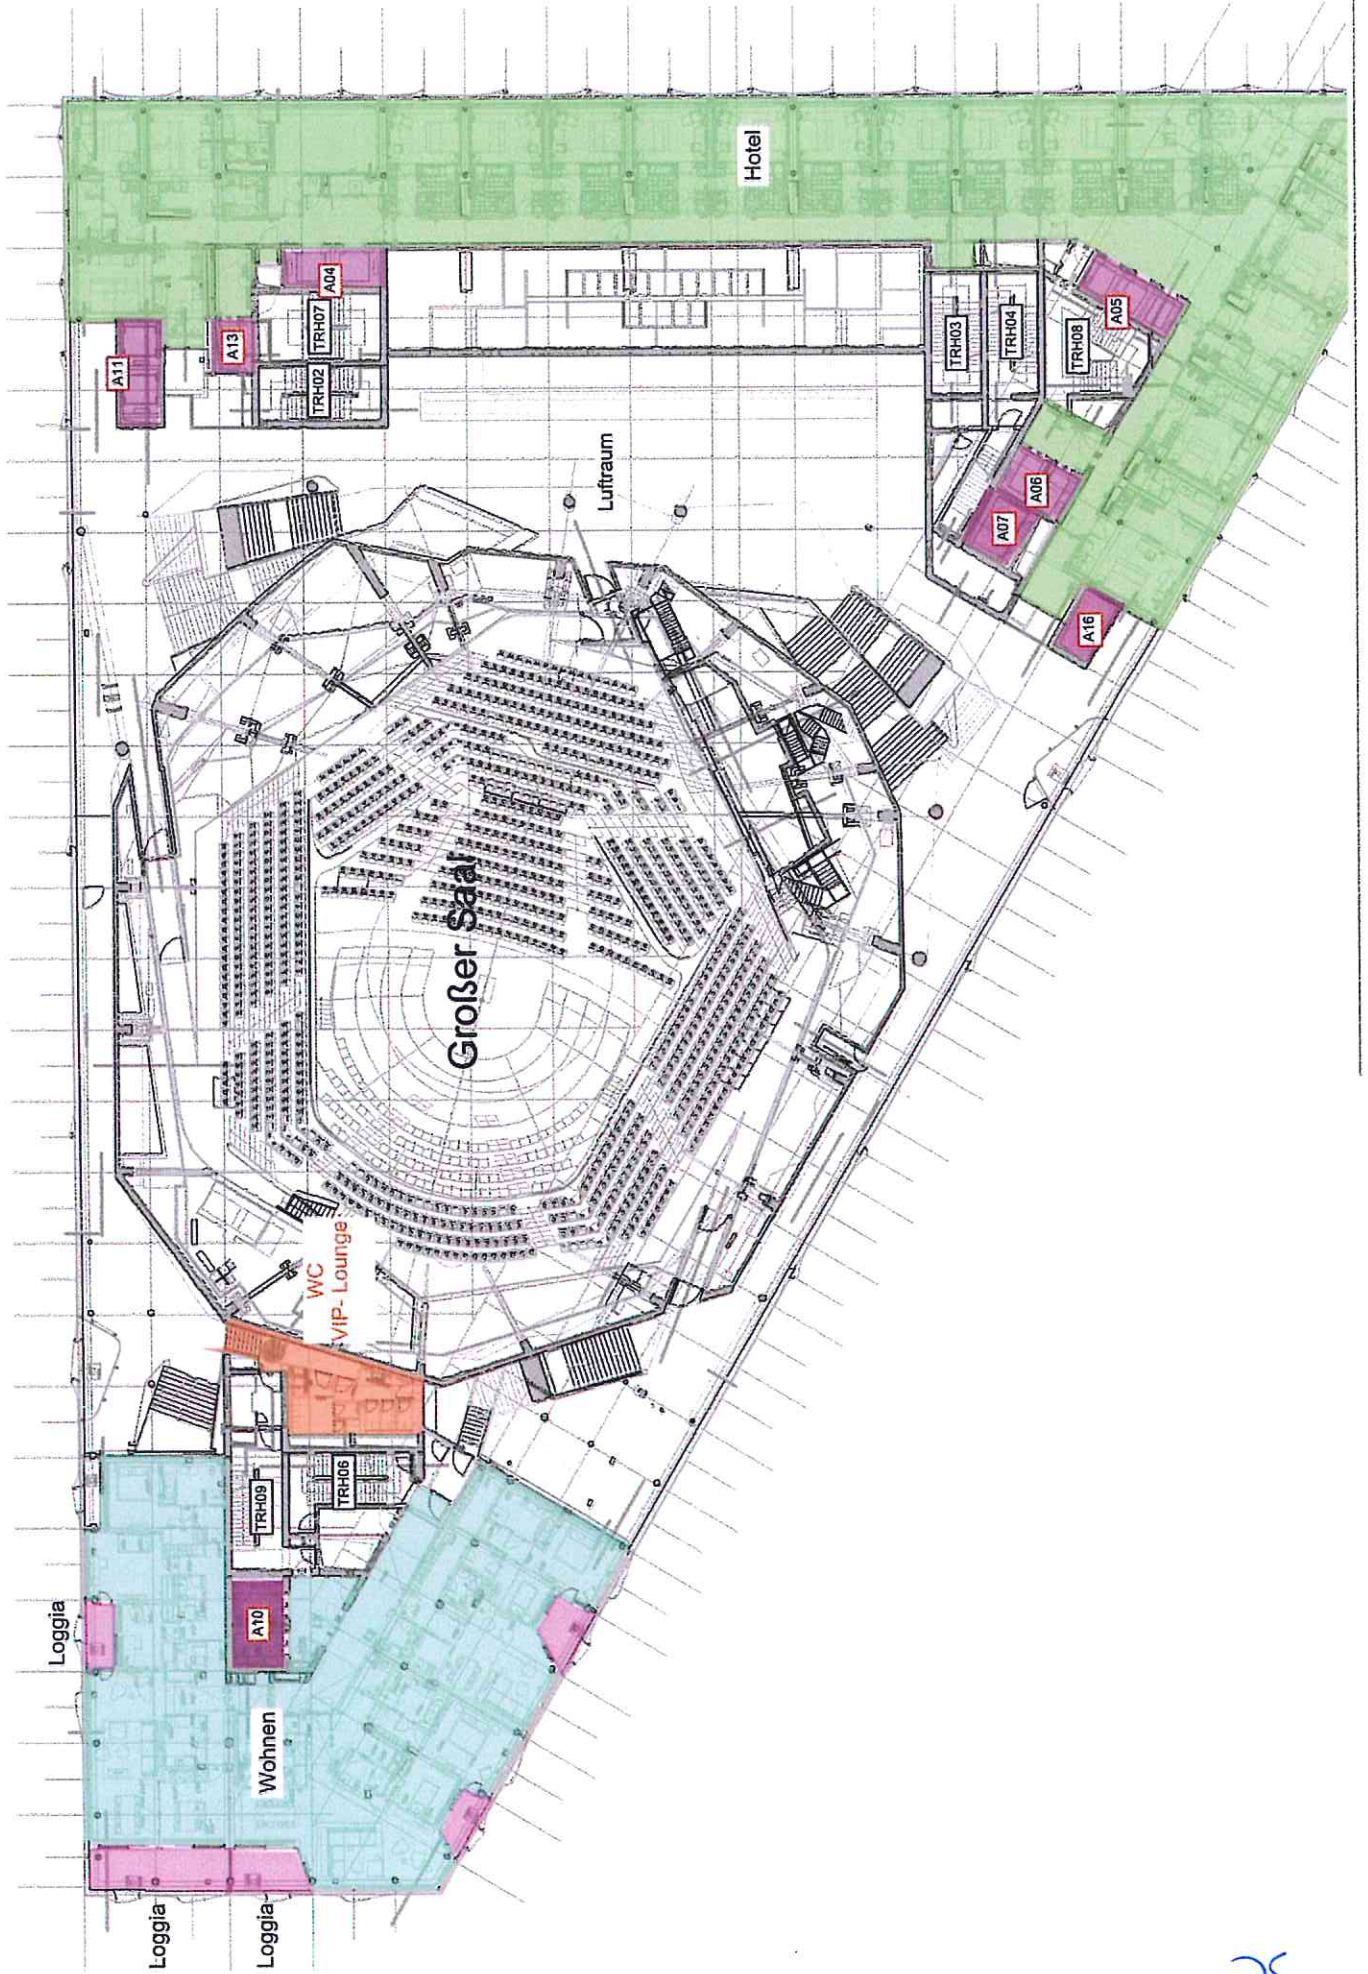 Hotel
A04
A13
A11
TRH07
TRH02
TRH03
TRH04
TRH08
A05
A06
A07
A16
Luftraum
Großer Saal
WC
VIP- Lounge
TRH09
TRH06
A10
Loggia
Wohnen
Loggia
Loggia